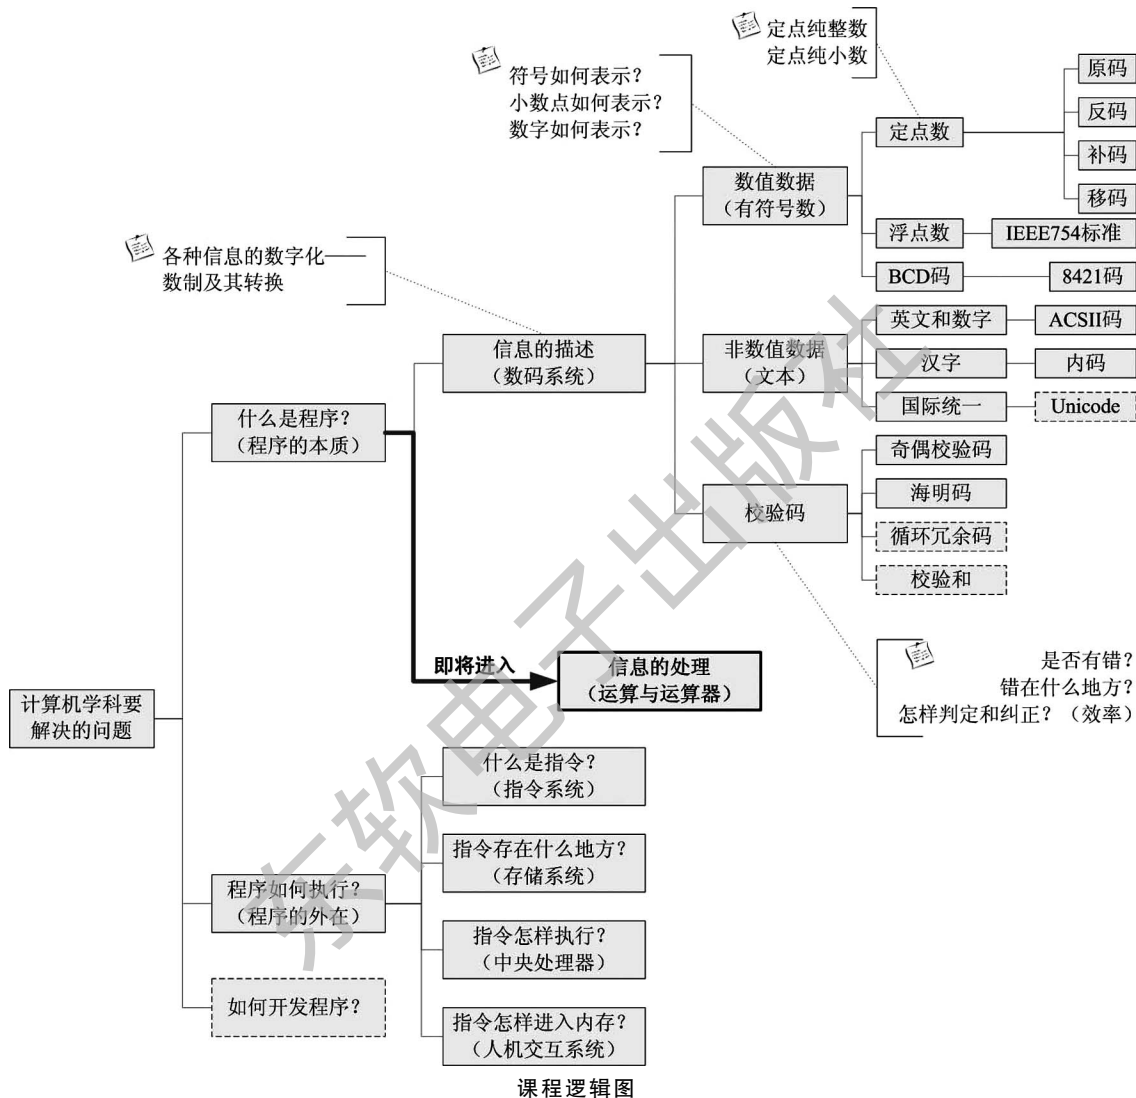 定点纯整数
定点纯小数
符号如何表示？
小数点如何表示？
数字如何表示？
原码
反码
定点数
补码
移码
数值数据
（有符号数）
浮点数
IEEE754标准
BCD码
8421码
各种信息的数字化
数制及其转换
英文和数字
ACSII码
信息的描述
（数码系统）
非数值数据
（文本）
汉字
内码
国际统一
Unicode
什么是程序？
（程序的本质）
奇偶校验码
海明码
校验码
循环冗余码
校验和
即将进入
信息的处理
（运算与运算器）
是否有错？
错在什么地方？
怎样判定和纠正？（效率）
计算机学科要
解决的问题
什么是指令？
（指令系统）
指令存在什么地方？
（存储系统）
程序如何执行？
（程序的外在）
指令怎样执行？
（中央处理器）
如何开发程序？
指令怎样进入内存？
（人机交互系统）
课程逻辑图
东软电子出版社